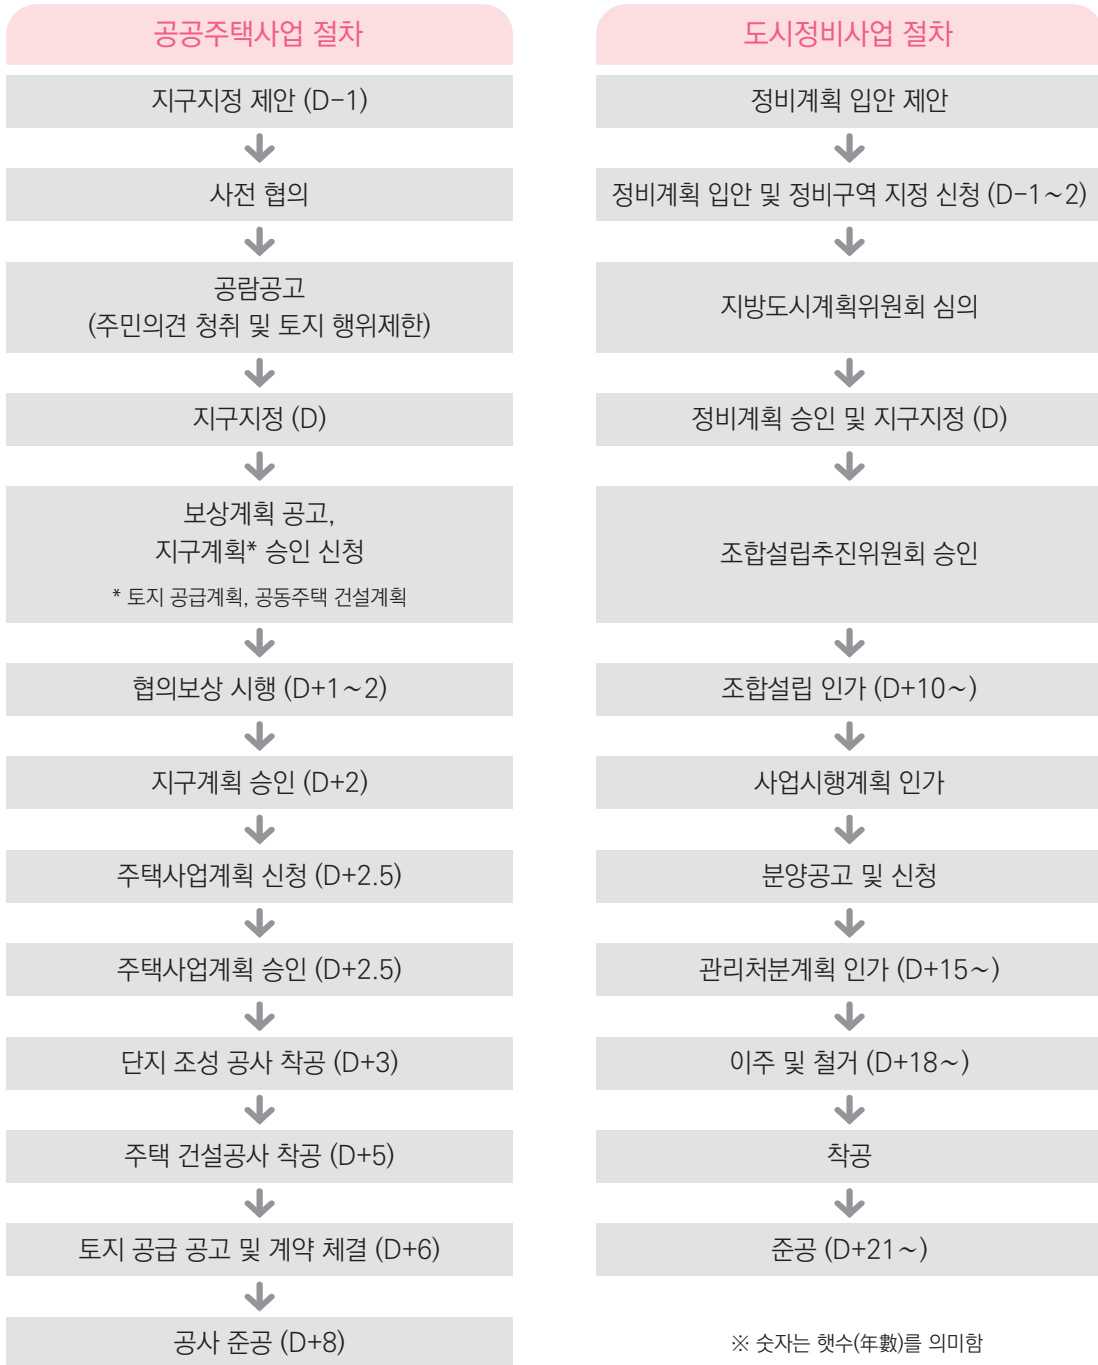 공공주택사업 절차
지구지정 제안 (D-1)
사전 협의
공람공고
(주민의견 청취 및 토지 행위제한)
지구지정 (D)
보상계획 공고,
지구계획* 승인 신청
* 토지 공급계획, 공동주택 건설계획
협의보상 시행 (D+1~2)
지구계획 승인 (D+2)
주택사업계획 신청 (D+2.5)
주택사업계획 승인 (D+2.5)
단지 조성 공사 착공 (D+3)
주택 건설공사 착공 (D+5)
토지 공급 공고 및 계약 체결 (D+6)
공사 준공 (D+8)
도시정비사업 절차
정비계획 입안 제안
정비계획 입안 및 정비구역 지정 신청 (D-1~2)
지방도시계획위원회 심의
정비계획 승인 및 지구지정 (D)
조합설립추진위원회 승인
조합설립 인가 (D+10~)
사업시행계획 인가
분양공고 및 신청
관리처분계획 인가 (D+15~)
이주 및 철거 (D+18~)
착공
준공 (D+21~)
※ 숫자는 햇수(年數)를 의미함